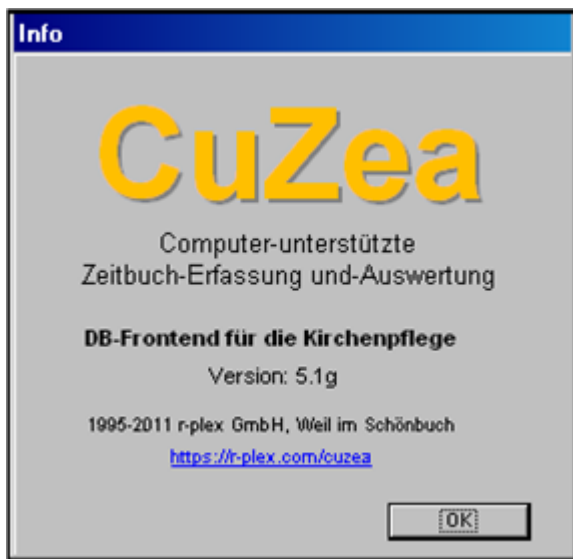 Info
CuZea
Computer-unterstützte
Zeitbuch-Erfassung und-Auswertung
DB-Frontend für die Kirchenpflege
Version: 5.1g
1995-2011 r-plex GmbH, Weil im Schönbuch
https://r-plex.com/cuzea
OK